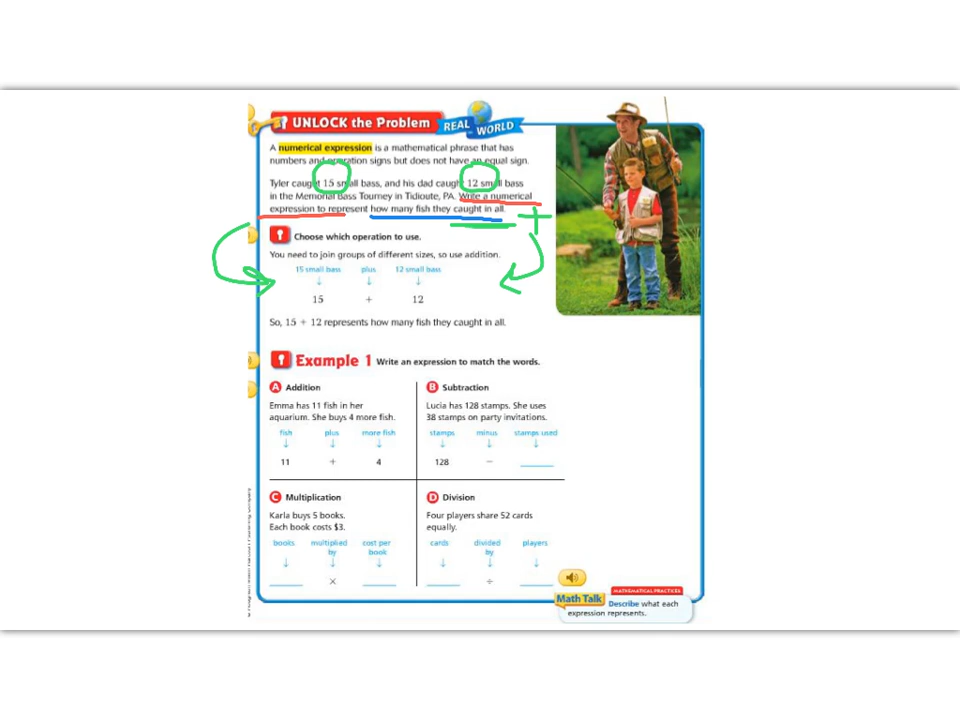 UNLOCK the Problem REAL WORLD
A numerical expression is a mathematical phrase that has
numbers and operation signs but does not have an equal sign.
Tyler caught 15 small bass, and his dad caught 12 small bass
in the Memorial Bass Tourney in Tidioute, PA. Write a numerical
expression to represent how many fish they caught in all.
+
Choose which operation to use.
You need to join groups of different sizes, so use addition.
15 small bass plus 12 small bass
↓ ↓ ↓
15 + 12
So, 15 + 12 represents how many fish they caught in all.
Example 1 Write an expression to match the words.
A Addition
Emma has 11 fish in her
aquarium. She buys 4 more fish.
fish plus more fish
↓ ↓ ↓
11 + 4
B Subtraction
Lucia has 128 stamps. She uses
38 stamps on party invitations.
stamps minus stamps used
↓ ↓ ↓
128 − ______
C Multiplication
Karla buys 5 books.
Each book costs $3.
books multiplied by cost per book
↓ ↓ ↓
______ × ______
D Division
Four players share 52 cards
equally.
cards divided by players
↓ ↓ ↓
______ ÷ ______
MATHEMATICAL PRACTICES
Math Talk Describe what each
expression represents.